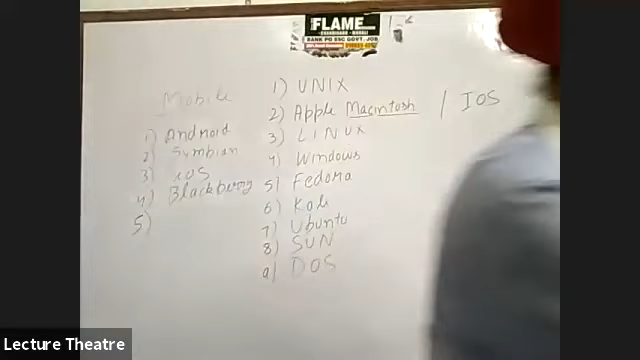 FLAME
CHANDIGARH - MOHALI
BANK PO SSC GOVT. JOB
Mobile
1) Android
2) Symbian
3) iOS
4) Blackberry
5)
1) UNIX
2) Apple Macintosh / IOS
3) LINUX
4) Windows
5) Fedora
6) Kali
7) Ubuntu
8) SUN
9) DOS
Lecture Theatre